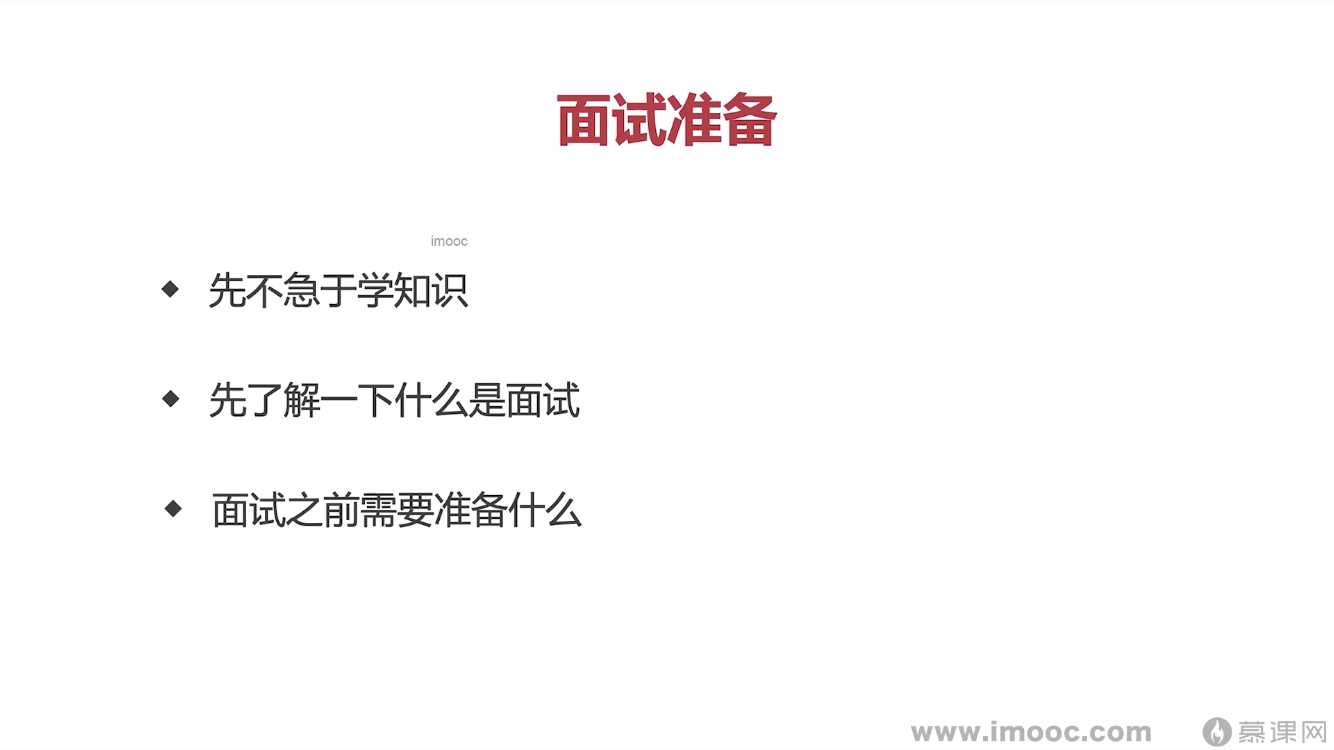 面试准备
imooc
◆ 先不急于学知识
◆ 先了解一下什么是面试
◆ 面试之前需要准备什么
www.imooc.com 慕课网